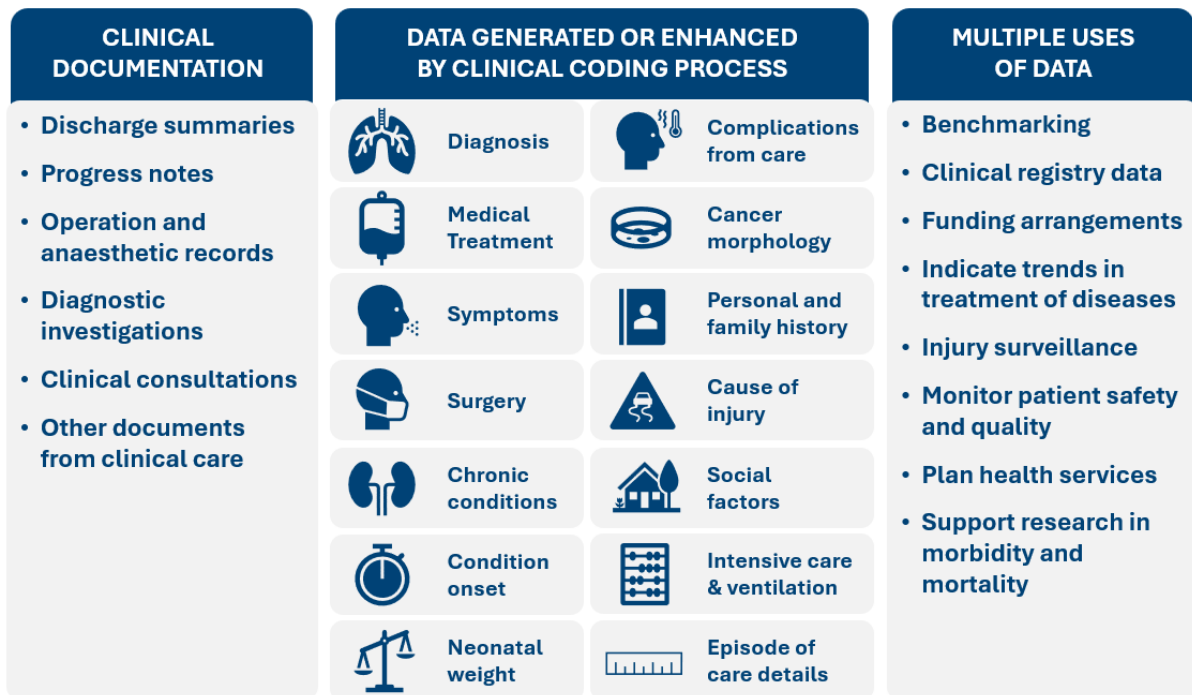 CLINICAL
DOCUMENTATION
• Discharge summaries
• Progress notes
• Operation and
anaesthetic records
• Diagnostic
investigations
• Clinical consultations
• Other documents
from clinical care
DATA GENERATED OR ENHANCED
BY CLINICAL CODING PROCESS
Diagnosis
Complications
from care
Medical
Treatment
Cancer
morphology
Symptoms
Personal and
family history
Surgery
Cause of
injury
Chronic
conditions
Social
factors
Condition
onset
Intensive care
& ventilation
Neonatal
weight
Episode of
care details
MULTIPLE USES
OF DATA
• Benchmarking
• Clinical registry data
• Funding arrangements
• Indicate trends in
treatment of diseases
• Injury surveillance
• Monitor patient safety
and quality
• Plan health services
• Support research in
morbidity and
mortality